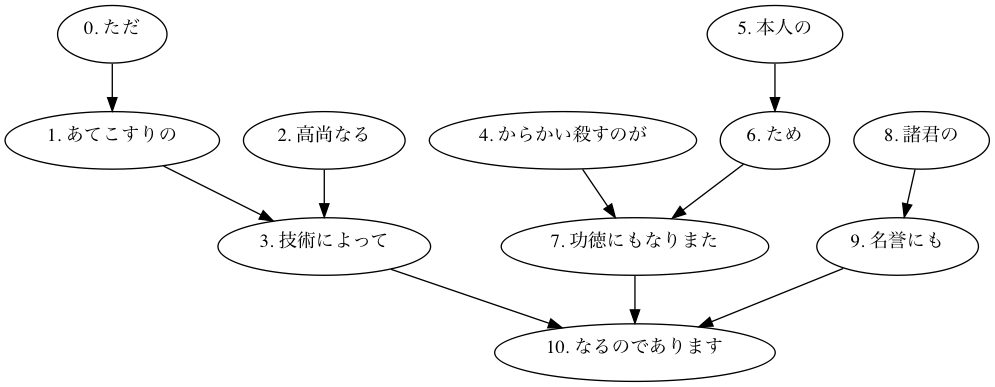 0. ただ
5. 本人の
1. あてこすりの
2. 高尚なる
4. からかい殺すのが
6. ため
8. 諸君の
3. 技術によって
7. 功徳にもなりまた
9. 名誉にも
10. なるのであります